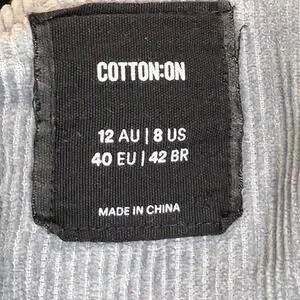 COTTON:ON
12 AU | 8 US
40 EU | 42 BR
MADE IN CHINA